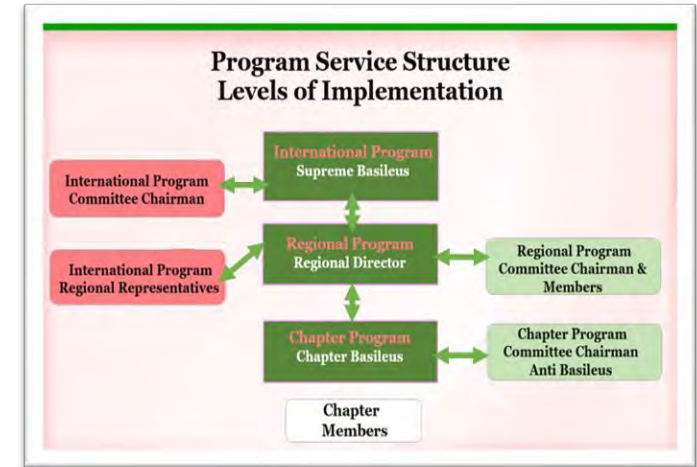 Program Service Structure
Levels of Implementation
International Program
Supreme Basileus
International Program
Committee Chairman
Regional Program
Regional Director
International Program
Regional Representatives
Regional Program
Committee Chairman &
Members
Chapter Program
Chapter Basileus
Chapter Program
Committee Chairman
Anti Basileus
Chapter
Members